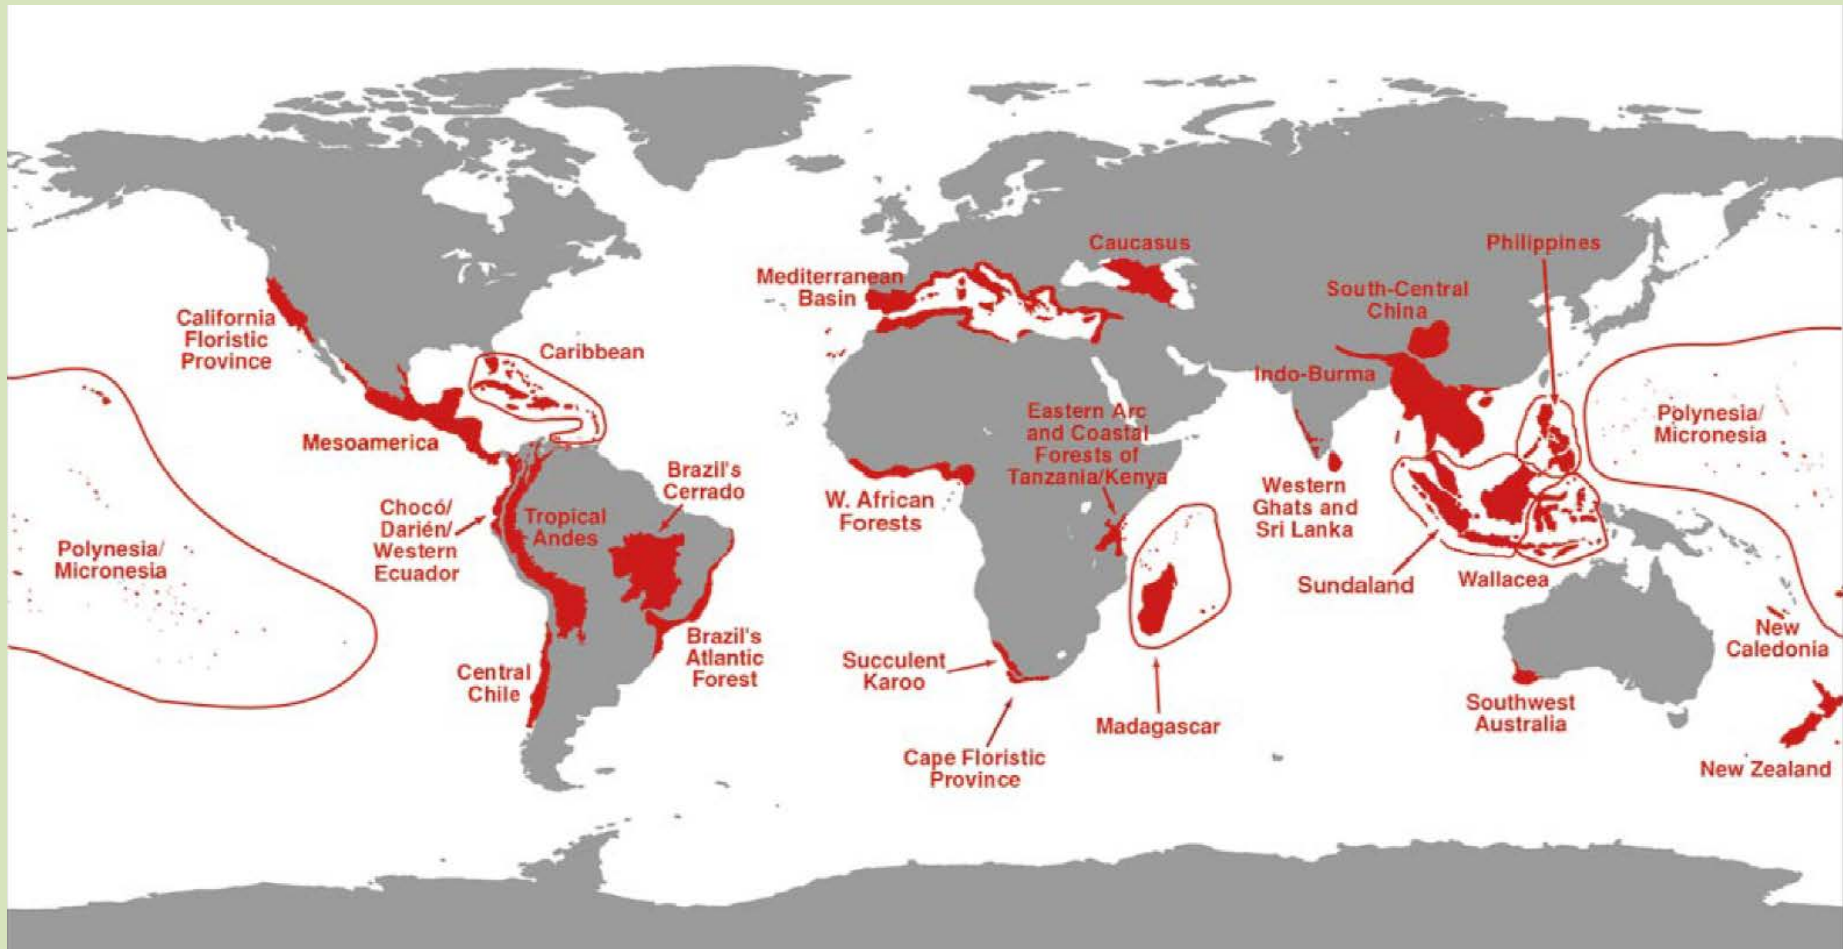 Caucasus
Philippines
Mediterranean
Basin
South-Central
China
California
Floristic
Province
Caribbean
Indo-Burma
Eastern Arc
and Coastal
Forests of
Tanzania/Kenya
Polynesia/
Micronesia
Mesoamerica
Brazil's
Cerrado
W. African
Forests
Western
Ghats and
Sri Lanka
Chocó/
Darién/
Western
Ecuador
Tropical
Andes
Polynesia/
Micronesia
Sundaland
Wallacea
New
Caledonia
Brazil's
Atlantic
Forest
Central
Chile
Succulent
Karoo
Madagascar
Southwest
Australia
Cape Floristic
Province
New Zealand